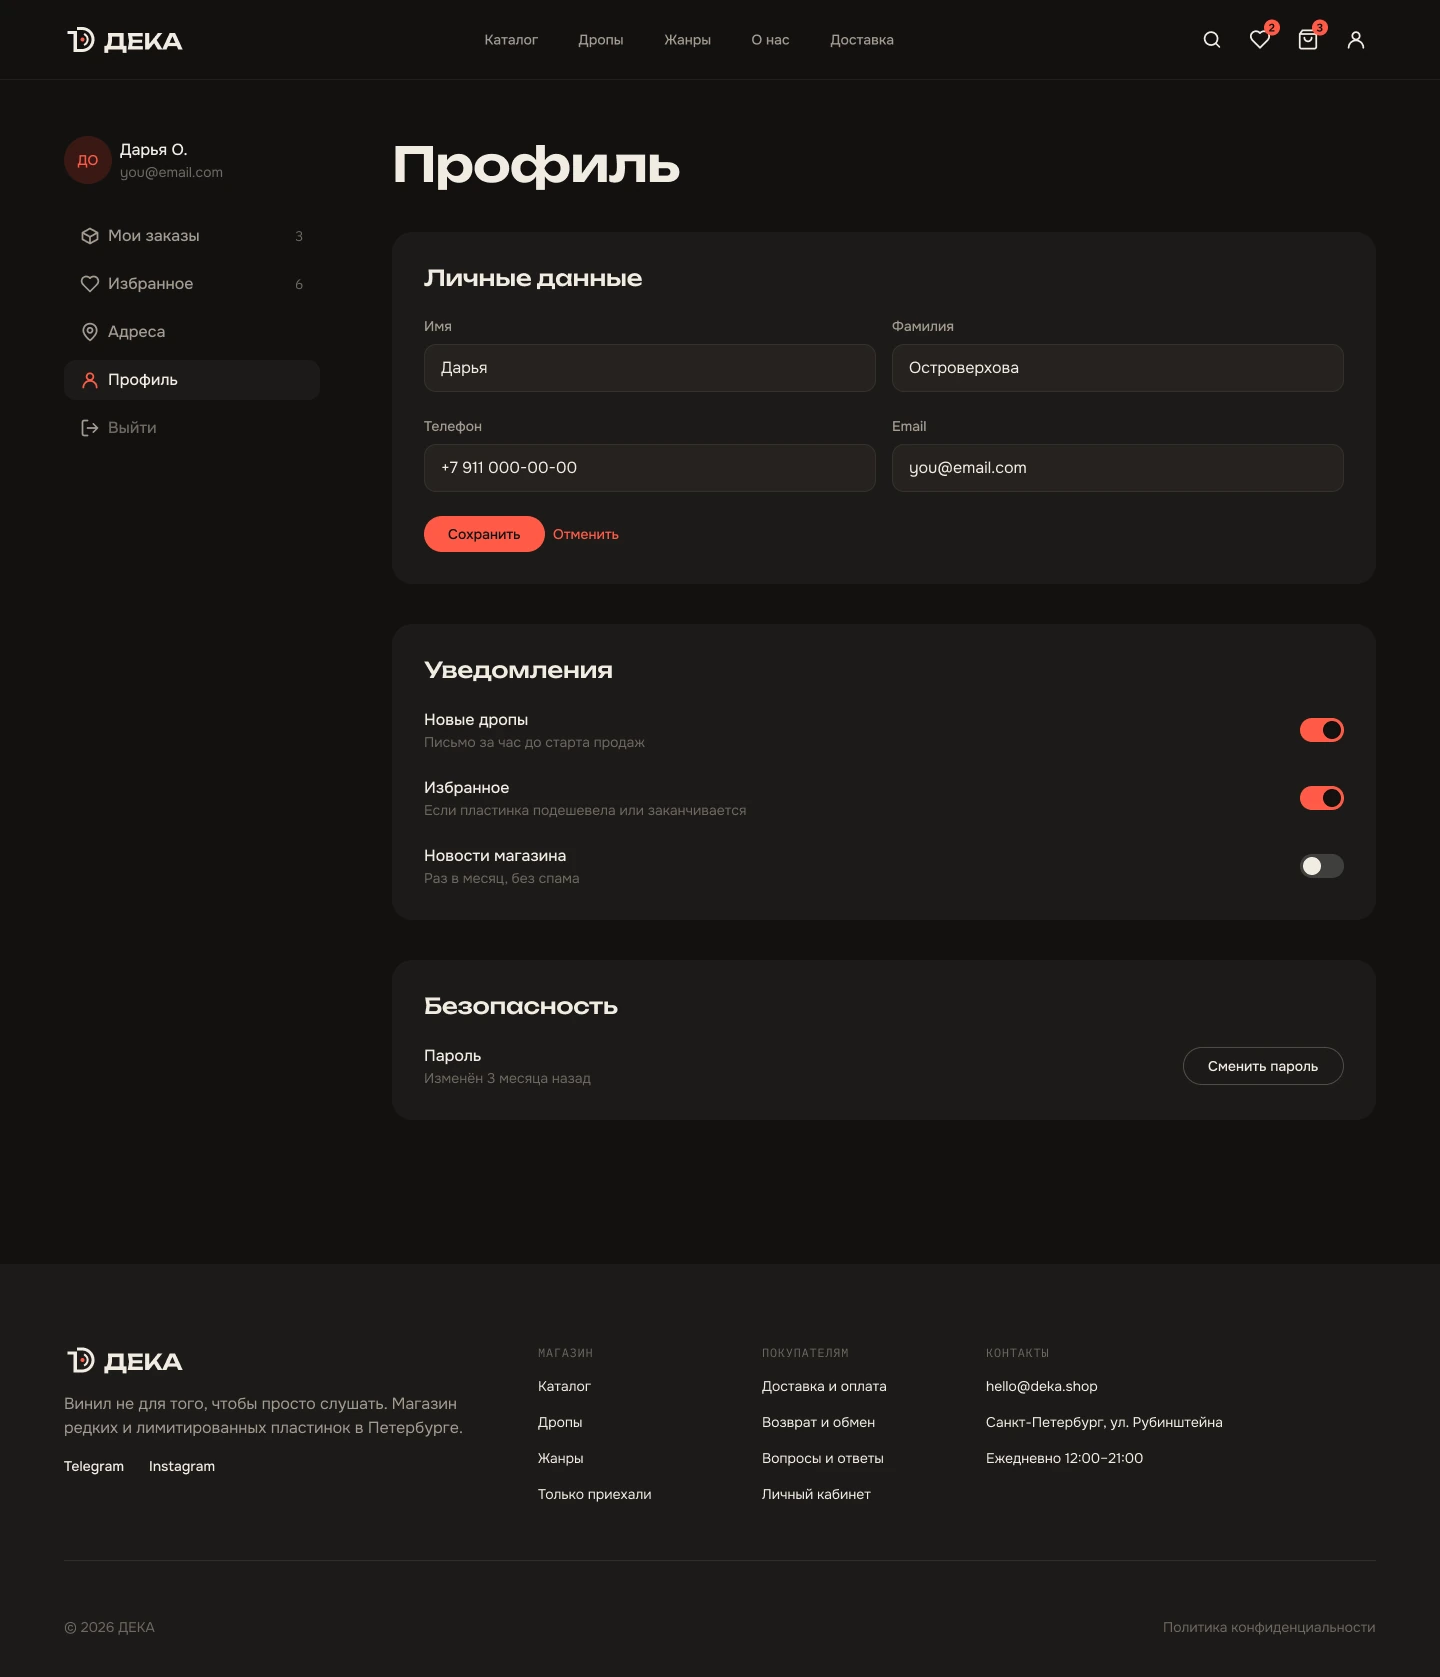 ДЕКА
Каталог
Дропы
Жанры
О нас
Доставка
2
3
ДО
Дарья О.
you@email.com
Мои заказы 3
Избранное 6
Адреса
Профиль
Выйти
Профиль
Личные данные
Имя
Дарья
Фамилия
Островерхова
Телефон
+7 911 000-00-00
Email
you@email.com
Сохранить
Отменить
Уведомления
Новые дропы
Письмо за час до старта продаж
Избранное
Если пластинка подешевела или заканчивается
Новости магазина
Раз в месяц, без спама
Безопасность
Пароль
Изменён 3 месяца назад
Сменить пароль
ДЕКА
Винил не для того, чтобы просто слушать. Магазин
редких и лимитированных пластинок в Петербурге.
Telegram
Instagram
МАГАЗИН
Каталог
Дропы
Жанры
Только приехали
ПОКУПАТЕЛЯМ
Доставка и оплата
Возврат и обмен
Вопросы и ответы
Личный кабинет
КОНТАКТЫ
hello@deka.shop
Санкт-Петербург, ул. Рубинштейна
Ежедневно 12:00–21:00
© 2026 ДЕКА
Политика конфиденциальности